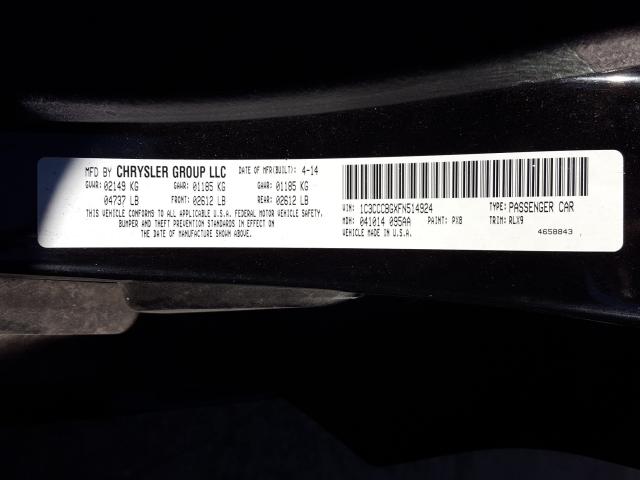 MFD BY CHRYSLER GROUP LLC DATE OF MFR(BUILT): 4-14
GVWR: 02149 KG GAWR: 01185 KG GAWR: 01185 KG
04737 LB FRONT: 02612 LB REAR: 02612 LB
THIS VEHICLE CONFORMS TO ALL APPLICABLE U.S.A. FEDERAL MOTOR VEHICLE SAFETY,
BUMPER AND THEFT PREVENTION STANDARDS IN EFFECT ON
THE DATE OF MANUFACTURE SHOWN ABOVE.
VIN: 1C3CCCBGXFN514924 TYPE: PASSENGER CAR
MDH: 041014 095AA PAINT: PX8 TRIM: RLX9
VEHICLE MADE IN U.S.A. 4658843